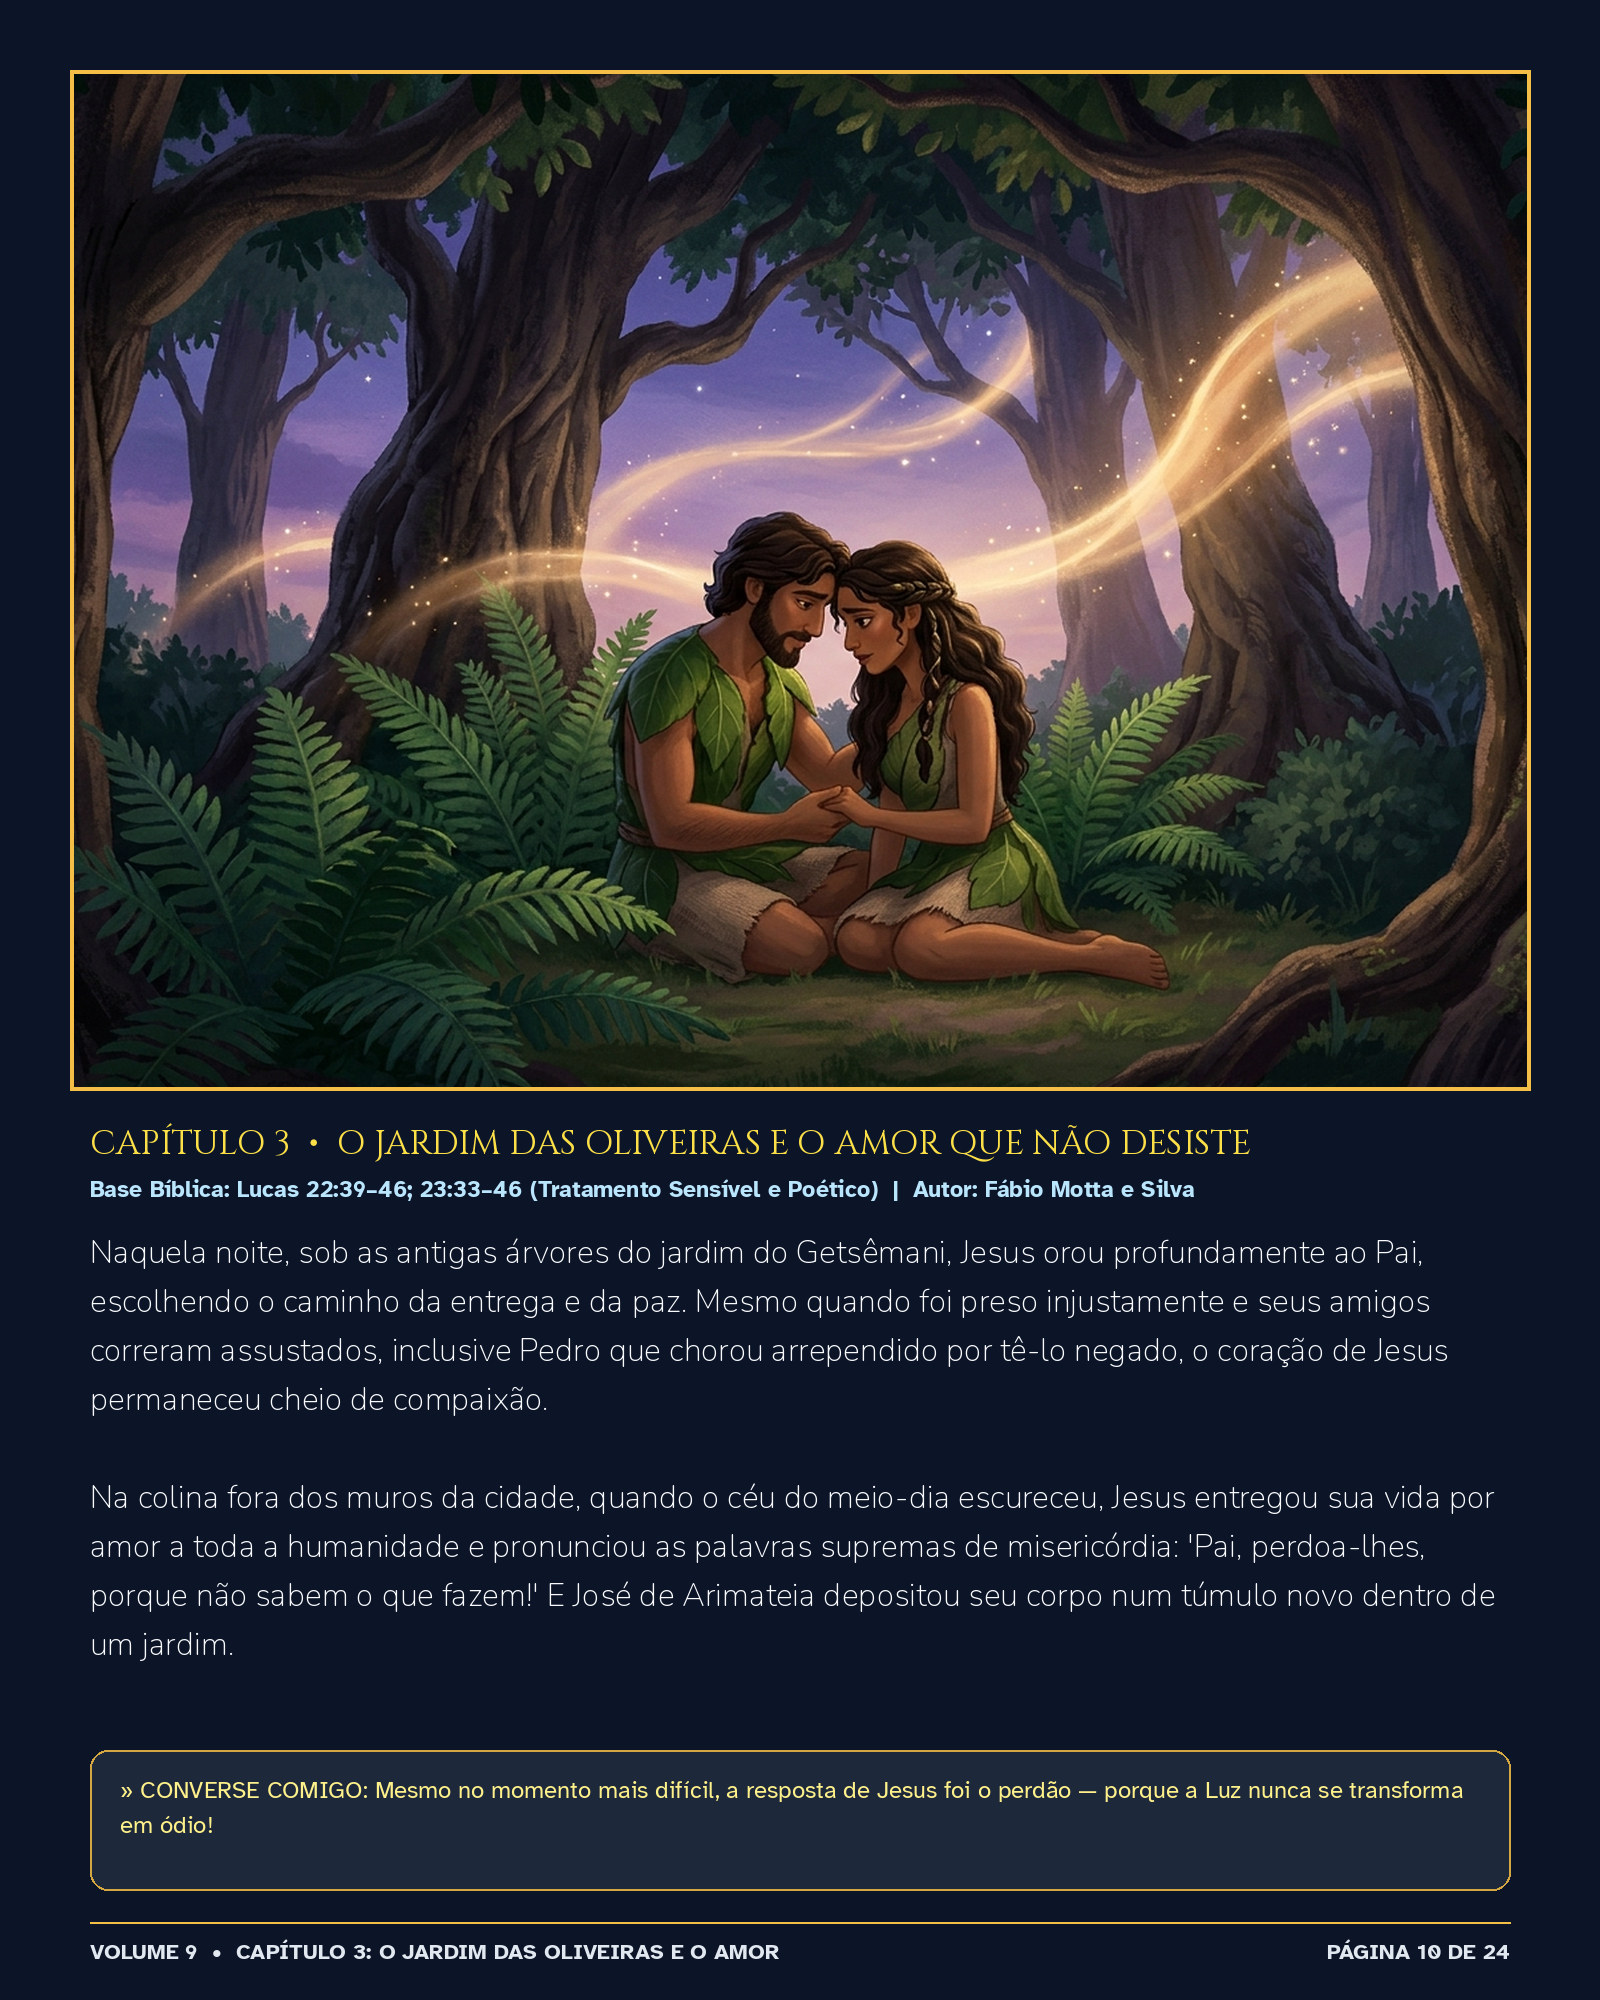 CAPÍTULO 3 • O JARDIM DAS OLIVEIRAS E O AMOR QUE NÃO DESISTE
Base Bíblica: Lucas 22:39–46; 23:33–46 (Tratamento Sensível e Poético) | Autor: Fábio Motta e Silva
Naquela noite, sob as antigas árvores do jardim do Getsêmani, Jesus orou profundamente ao Pai,
escolhendo o caminho da entrega e da paz. Mesmo quando foi preso injustamente e seus amigos
correram assustados, inclusive Pedro que chorou arrependido por tê-lo negado, o coração de Jesus
permaneceu cheio de compaixão.
Na colina fora dos muros da cidade, quando o céu do meio-dia escureceu, Jesus entregou sua vida por
amor a toda a humanidade e pronunciou as palavras supremas de misericórdia: 'Pai, perdoa-lhes,
porque não sabem o que fazem!' E José de Arimateia depositou seu corpo num túmulo novo dentro de
um jardim.
» CONVERSE COMIGO: Mesmo no momento mais difícil, a resposta de Jesus foi o perdão — porque a Luz nunca se transforma
em ódio!
VOLUME 9 • CAPÍTULO 3: O JARDIM DAS OLIVEIRAS E O AMOR
PÁGINA 10 DE 24